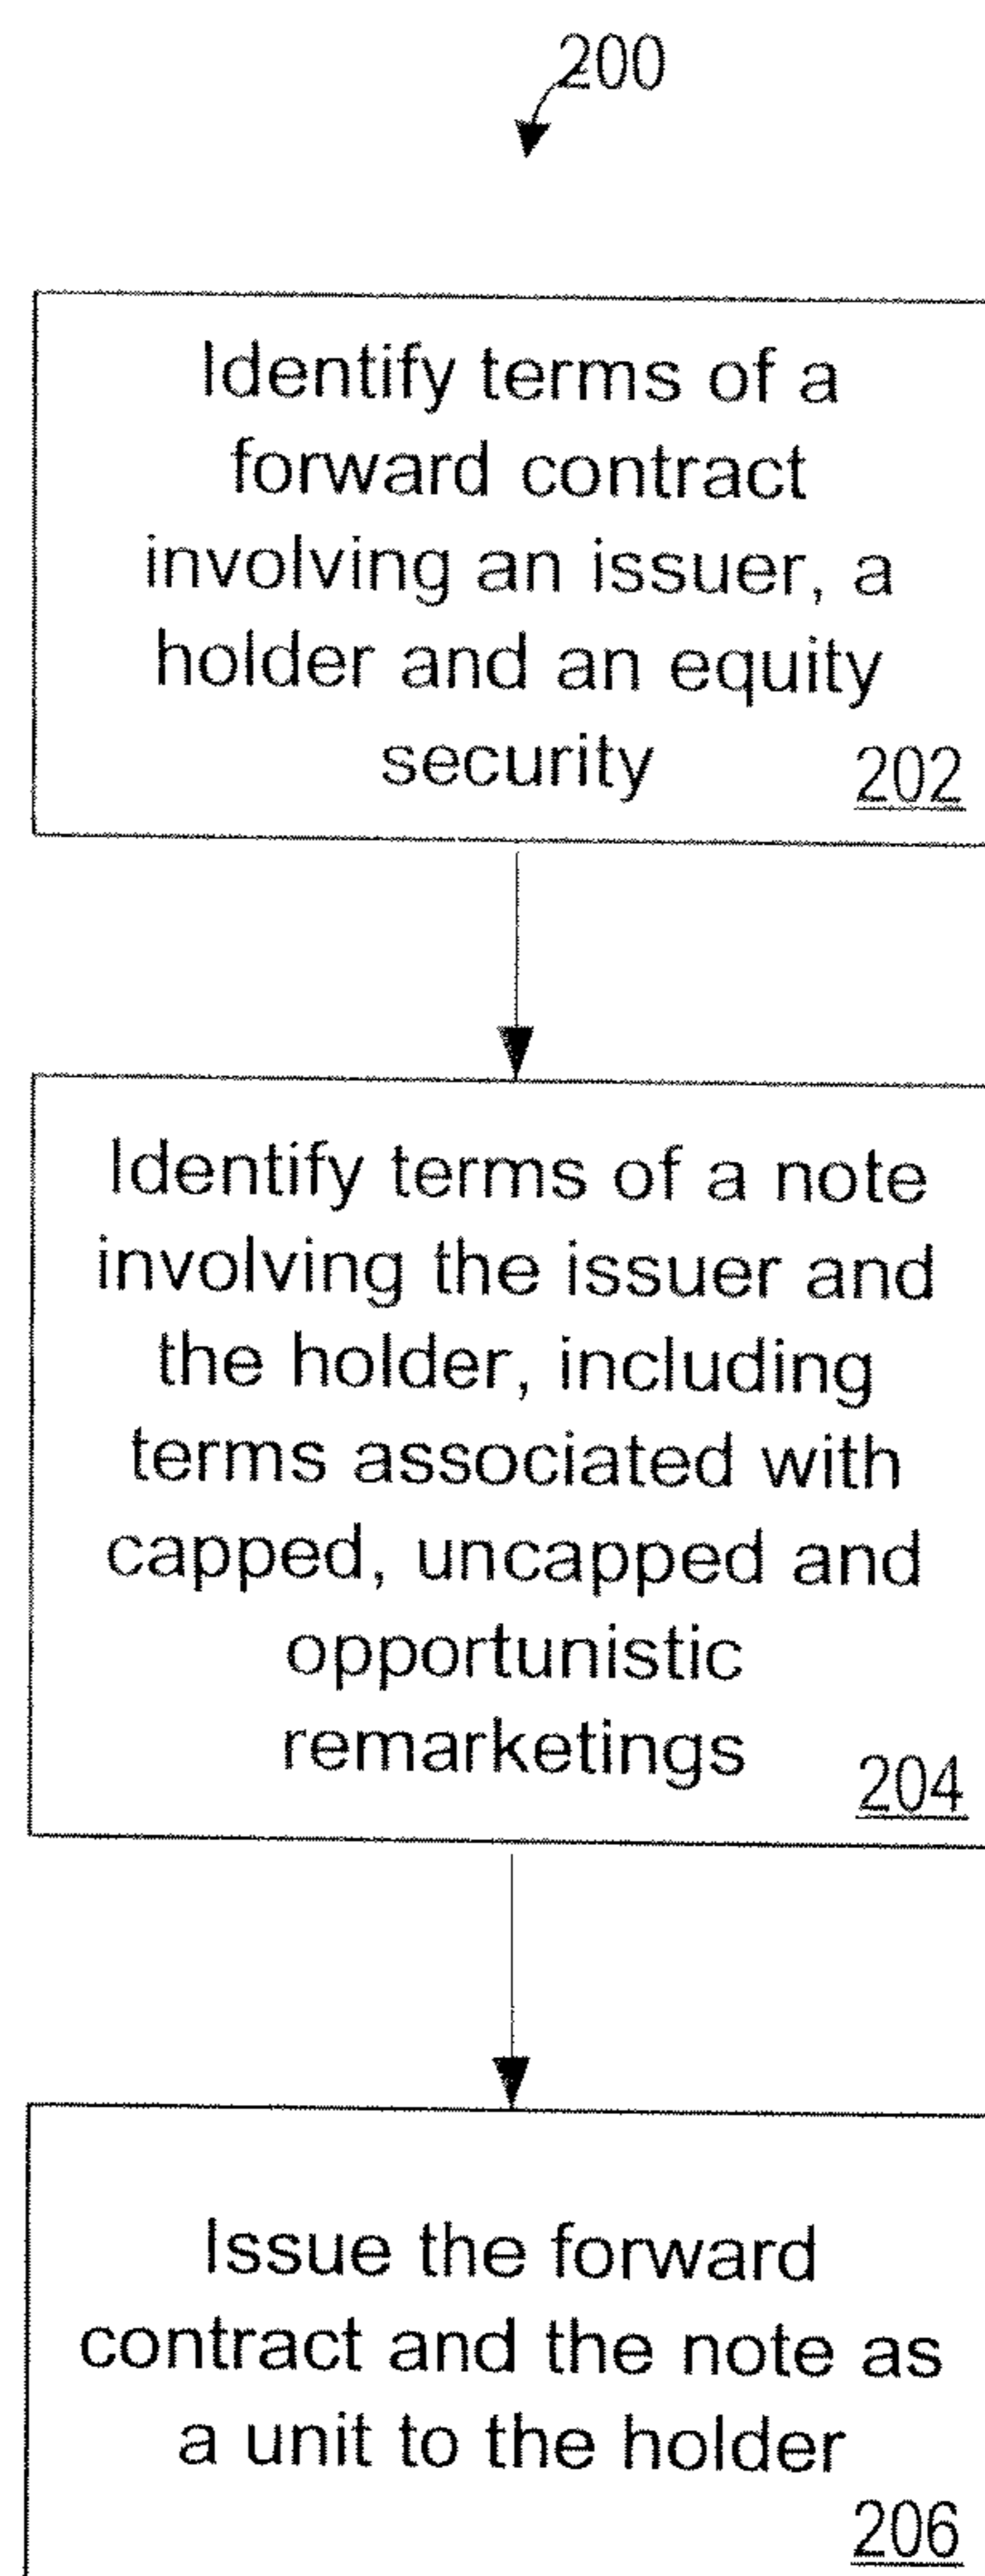 200
Identify terms of a
forward contract
involving an issuer, a
holder and an equity
security
202
Identify terms of a note
involving the issuer and
the holder, including
terms associated with
capped, uncapped and
opportunistic
remarketings
204
Issue the forward
contract and the note as
a unit to the holder
206